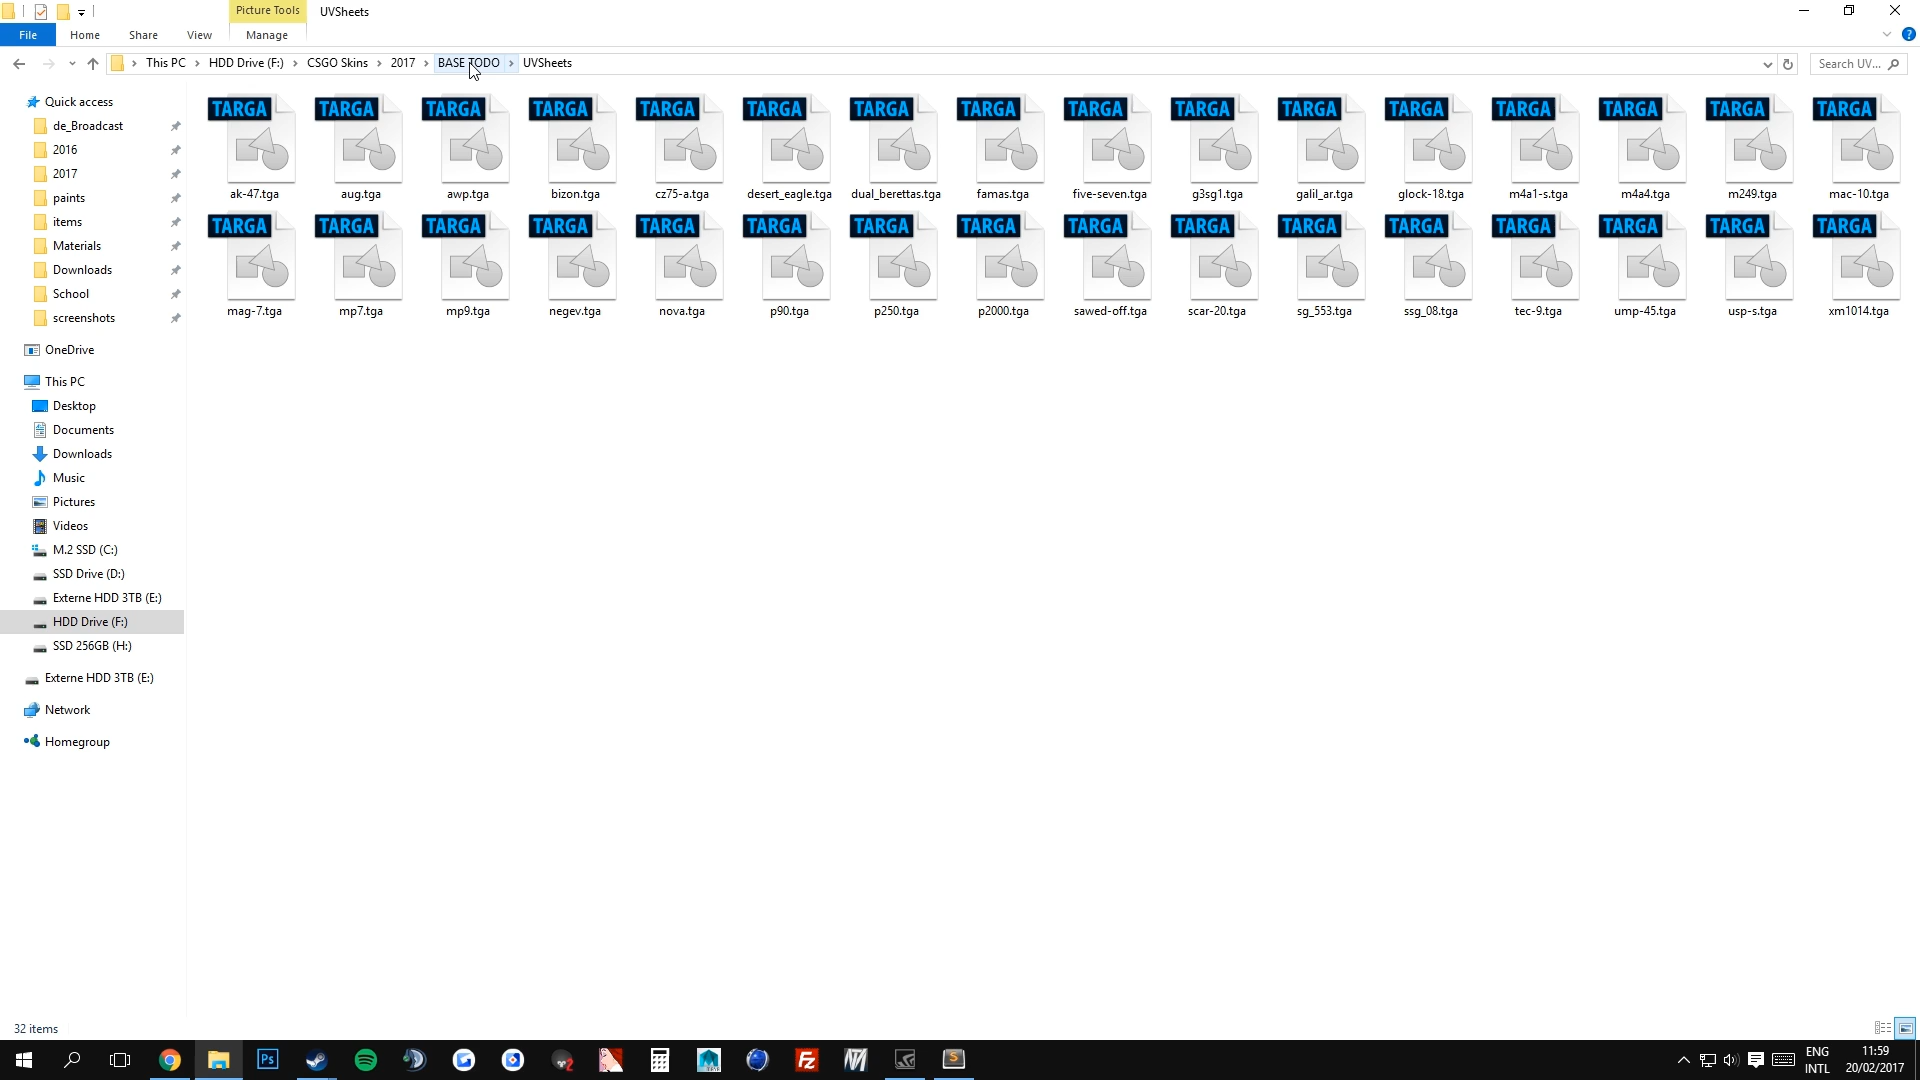 Picture Tools
UVSheets
File
Home
Share
View
Manage
This PC
HDD Drive (F:)
CSGO Skins
2017
BASE TODO
UVSheets
Search UV...
Quick access
de_Broadcast
2016
2017
paints
items
Materials
Downloads
School
screenshots
OneDrive
This PC
Desktop
Documents
Downloads
Music
Pictures
Videos
M.2 SSD (C:)
SSD Drive (D:)
Externe HDD 3TB (E:)
HDD Drive (F:)
SSD 256GB (H:)
Externe HDD 3TB (E:)
Network
Homegroup
TARGA TARGA TARGA TARGA TARGA TARGA TARGA TARGA TARGA TARGA TARGA TARGA TARGA TARGA TARGA TARGA
ak-47.tga aug.tga awp.tga bizon.tga cz75-a.tga desert_eagle.tga dual_berettas.tga famas.tga five-seven.tga g3sg1.tga galil_ar.tga glock-18.tga m4a1-s.tga m4a4.tga m249.tga mac-10.tga
TARGA TARGA TARGA TARGA TARGA TARGA TARGA TARGA TARGA TARGA TARGA TARGA TARGA TARGA TARGA TARGA
mag-7.tga mp7.tga mp9.tga negev.tga nova.tga p90.tga p250.tga p2000.tga sawed-off.tga scar-20.tga sg_553.tga ssg_08.tga tec-9.tga ump-45.tga usp-s.tga xm1014.tga
32 items
Ps
Fz
S
ENG
INTL
11:59
20/02/2017